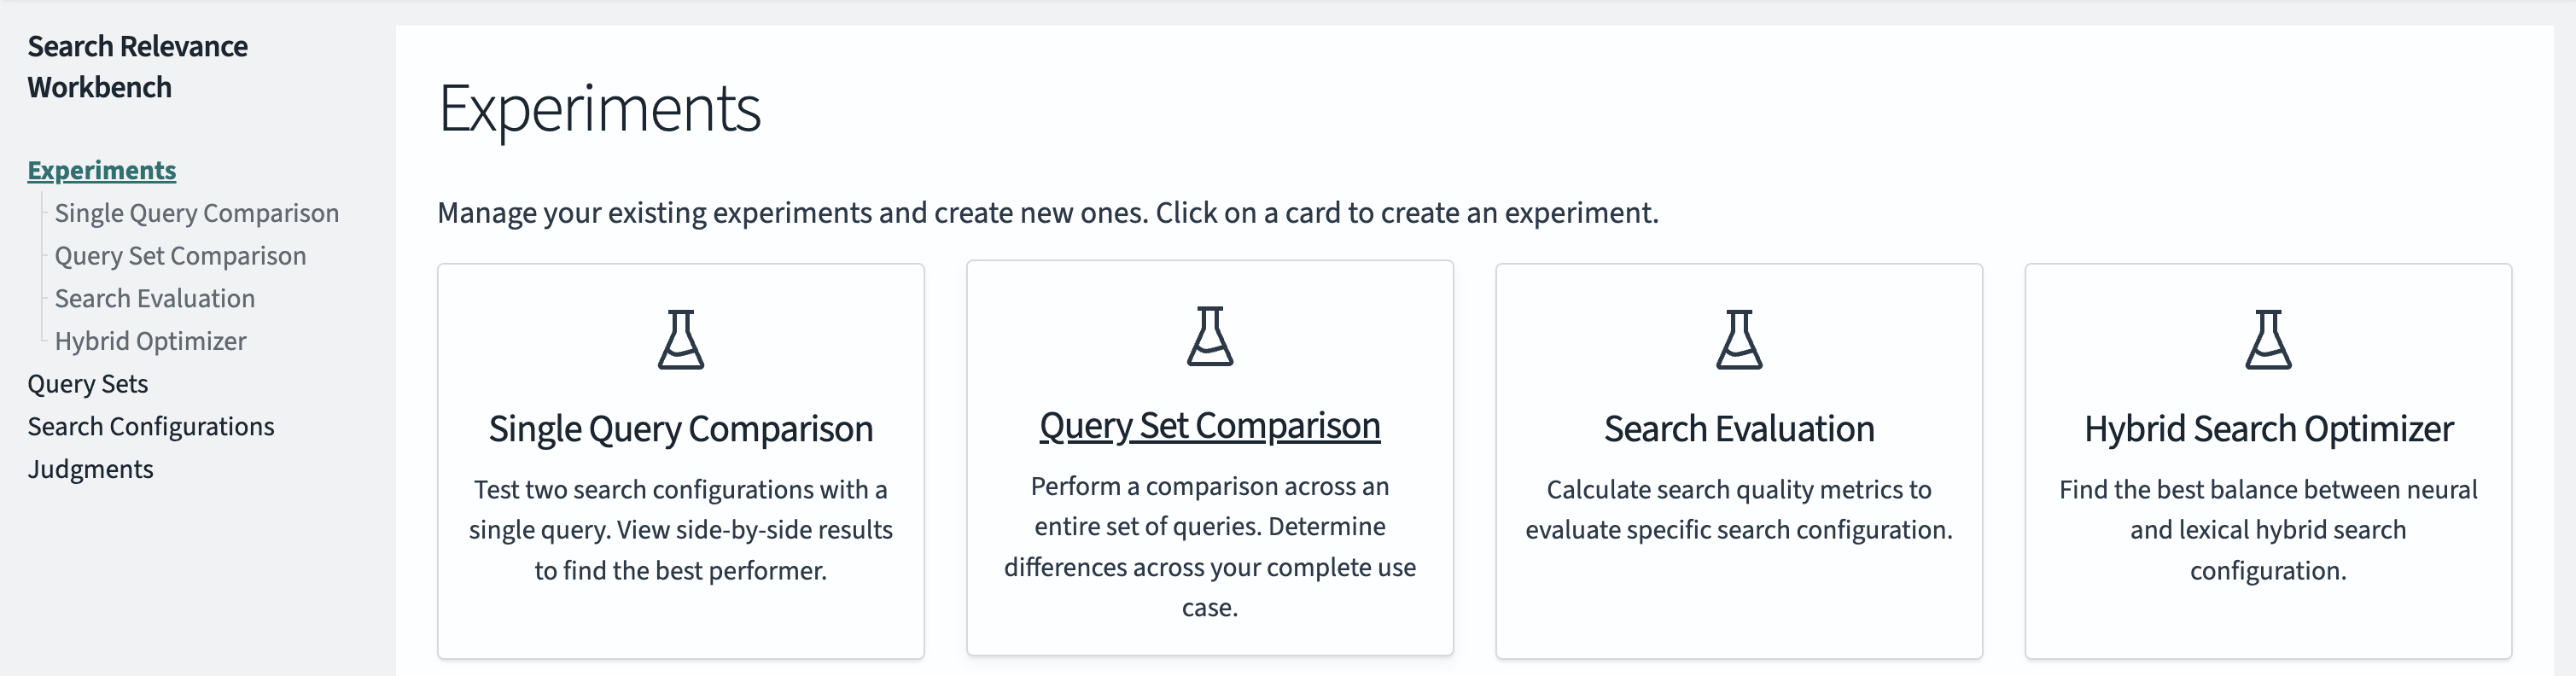 Search Relevance
Workbench
Experiments
Single Query Comparison
Query Set Comparison
Search Evaluation
Hybrid Optimizer
Query Sets
Search Configurations
Judgments
Experiments
Manage your existing experiments and create new ones. Click on a card to create an experiment.
Single Query Comparison
Test two search configurations with a
single query. View side-by-side results
to find the best performer.
Query Set Comparison
Perform a comparison across an
entire set of queries. Determine
differences across your complete use
case.
Search Evaluation
Calculate search quality metrics to
evaluate specific search configuration.
Hybrid Search Optimizer
Find the best balance between neural
and lexical hybrid search
configuration.